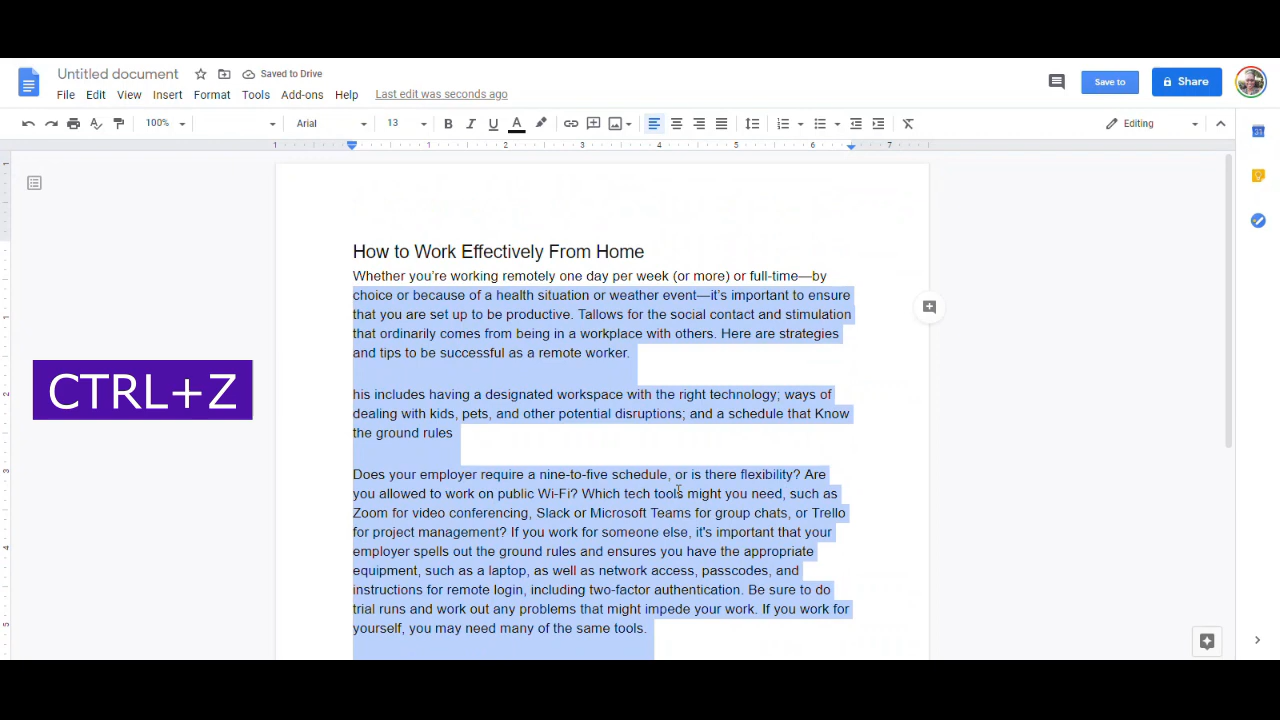 Untitled document
Saved to Drive
File Edit View Insert Format Tools Add-ons Help Last edit was seconds ago
Save to
Share
100% Arial 13 B I U A Editing
1 1 2 3 4 5 6 7
How to Work Effectively From Home
Whether you’re working remotely one day per week (or more) or full-time—by
choice or because of a health situation or weather event—it’s important to ensure
that you are set up to be productive. Tallows for the social contact and stimulation
that ordinarily comes from being in a workplace with others. Here are strategies
and tips to be successful as a remote worker.
CTRL+Z
his includes having a designated workspace with the right technology; ways of
dealing with kids, pets, and other potential disruptions; and a schedule that Know
the ground rules
Does your employer require a nine-to-five schedule, or is there flexibility? Are
you allowed to work on public Wi-Fi? Which tech tools might you need, such as
Zoom for video conferencing, Slack or Microsoft Teams for group chats, or Trello
for project management? If you work for someone else, it's important that your
employer spells out the ground rules and ensures you have the appropriate
equipment, such as a laptop, as well as network access, passcodes, and
instructions for remote login, including two-factor authentication. Be sure to do
trial runs and work out any problems that might impede your work. If you work for
yourself, you may need many of the same tools.